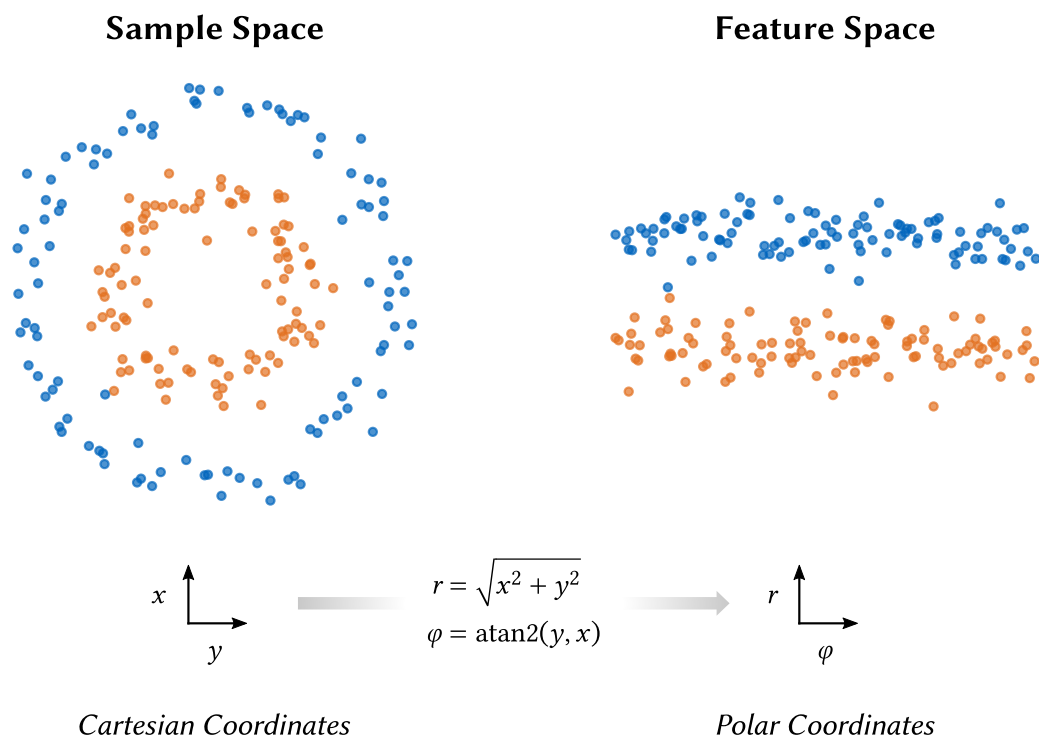 Sample Space
Feature Space
x
y
r = √x² + y²
φ = atan2(y, x)
r
φ
Cartesian Coordinates
Polar Coordinates